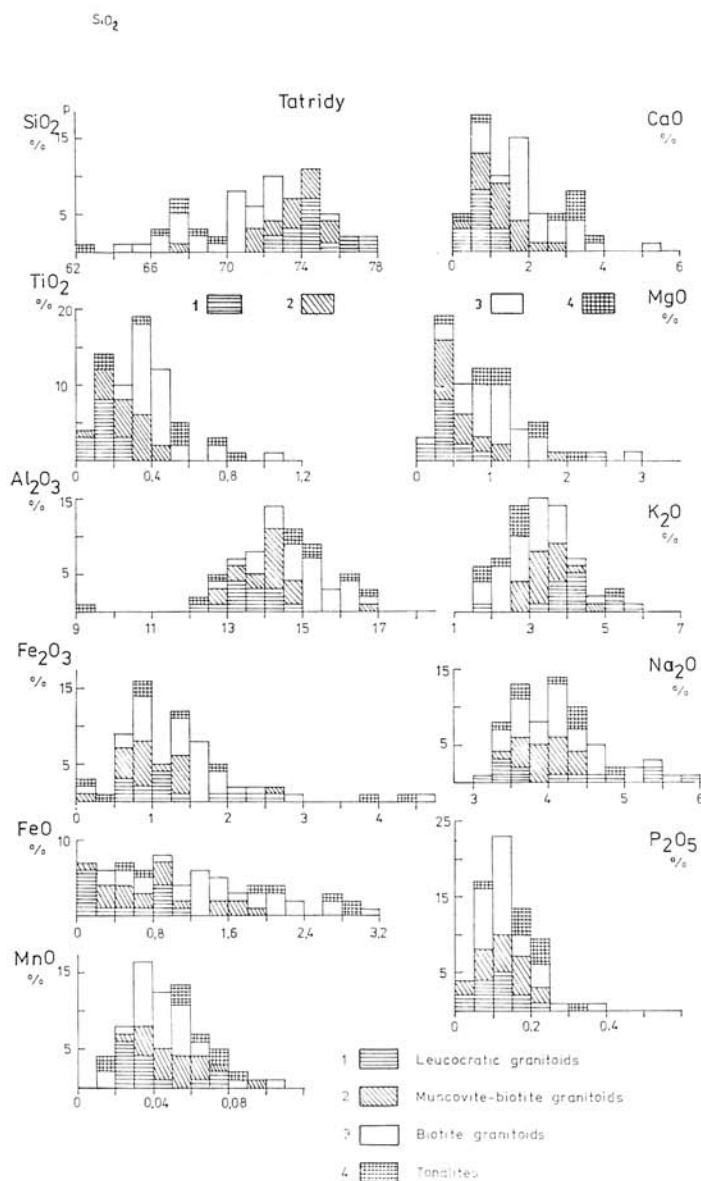 SiO2
Tatridy
SiO2
%
p
15
5
62 66 70 74 78
CaO
%
15
5
0 2 4 6
TiO2
%
20
10
0 0,4 0,8 1,2
1 2 3 4
MgO
%
0 1 2 3
Al2O3
%
15
5
9 11 13 15 17
K2O
%
15
5
1 3 5 7
Fe2O3
%
15
5
0 1 2 3 4
Na2O
%
15
5
3 4 5 6
FeO
%
10
0 0,8 1,6 2,4 3,2
P2O5
%
25
15
5
0 0,2 0,4
MnO
%
15
5
0 0,04 0,08
1 Leucocratic granitoids
2 Muscovite-biotite granitoids
3 Biotite granitoids
4 Tonalites